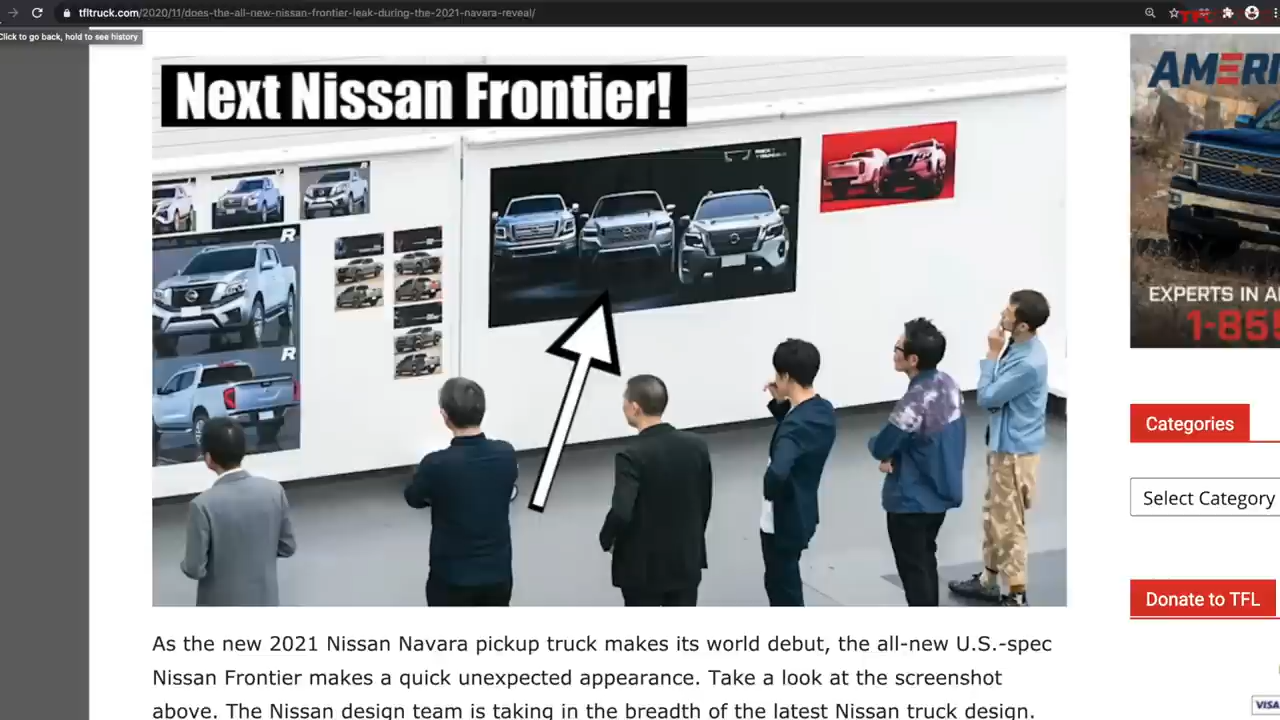 tfltruck.com/2020/11/does-the-all-new-nissan-frontier-leak-during-the-2021-navara-reveal/
TFL
Click to go back, hold to see history
Next Nissan Frontier!
R
R
R
AMERI
EXPERTS IN A
1-855
Categories
Select Category
Donate to TFL
As the new 2021 Nissan Navara pickup truck makes its world debut, the all-new U.S.-spec
Nissan Frontier makes a quick unexpected appearance. Take a look at the screenshot
above. The Nissan design team is taking in the breadth of the latest Nissan truck design.
VISA